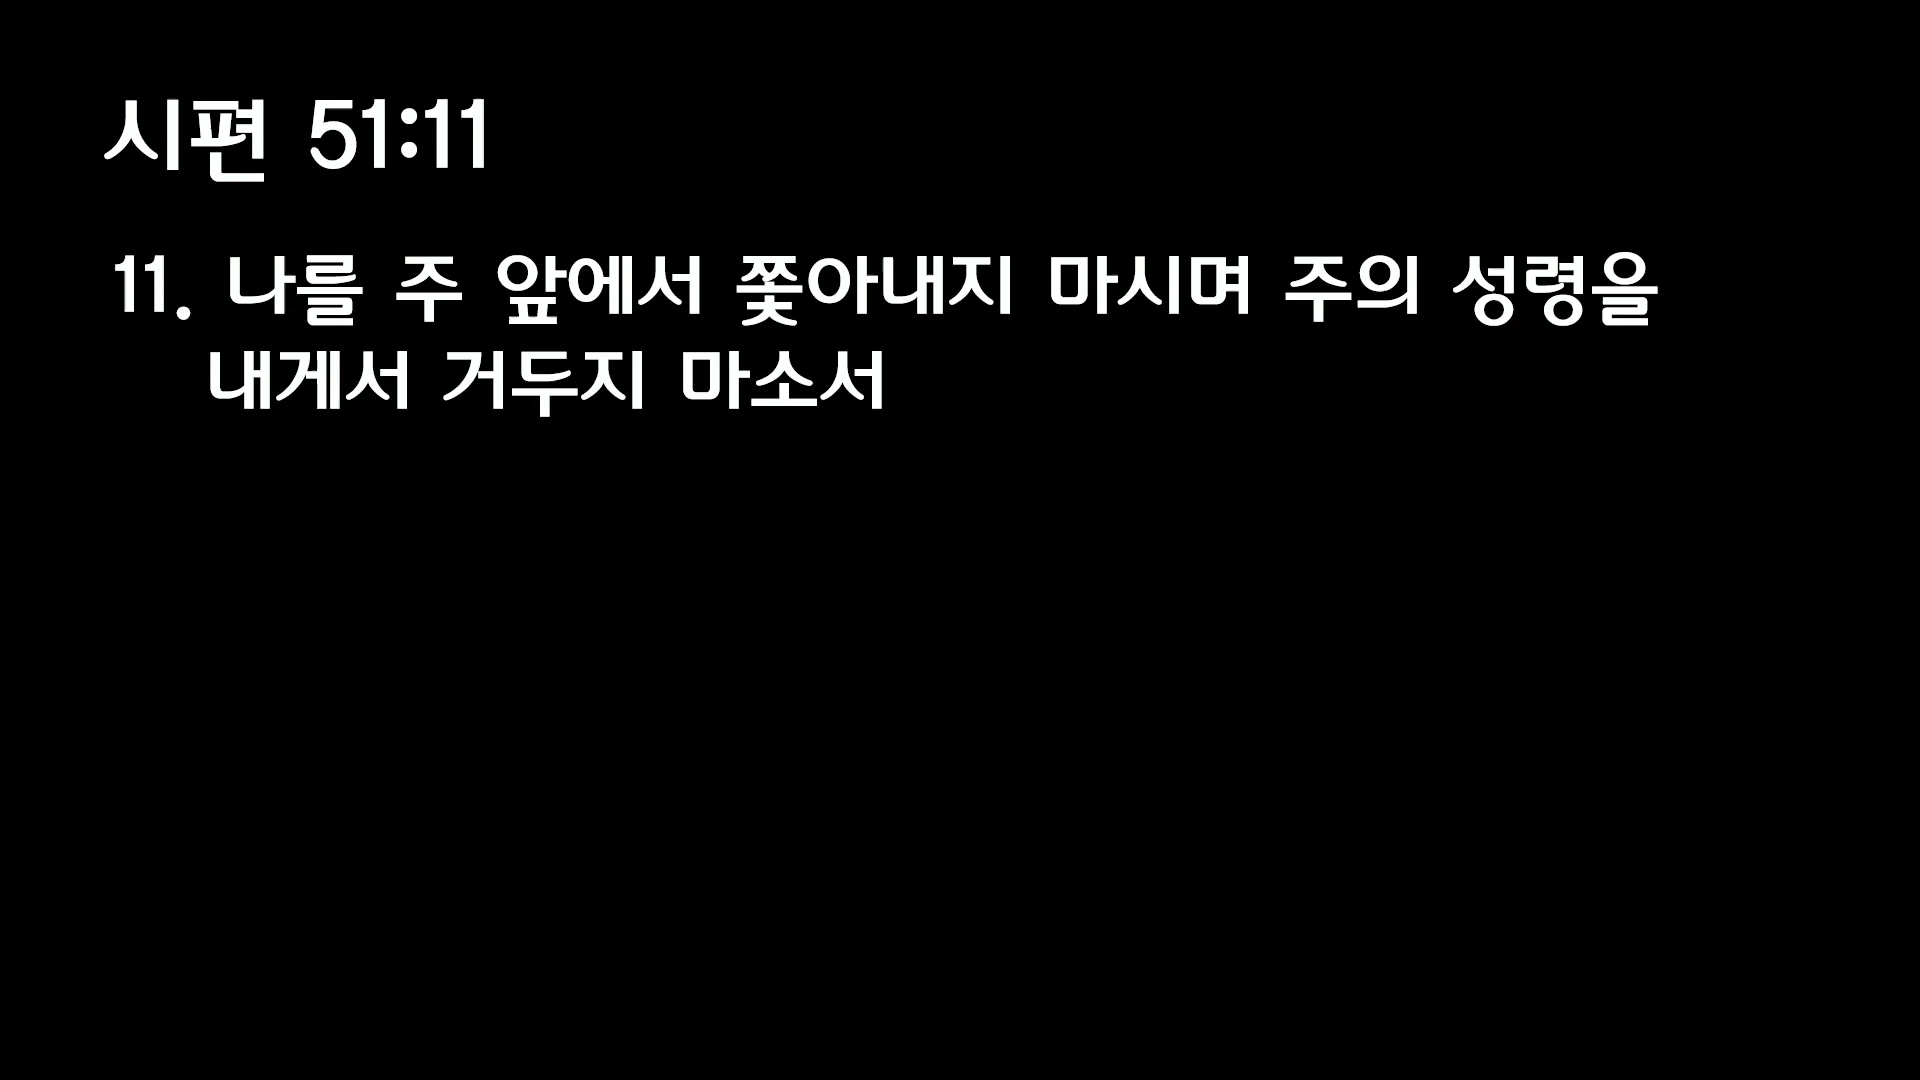 시편 51:11
11. 나를 주 앞에서 쫓아내지 마시며 주의 성령을
내게서 거두지 마소서